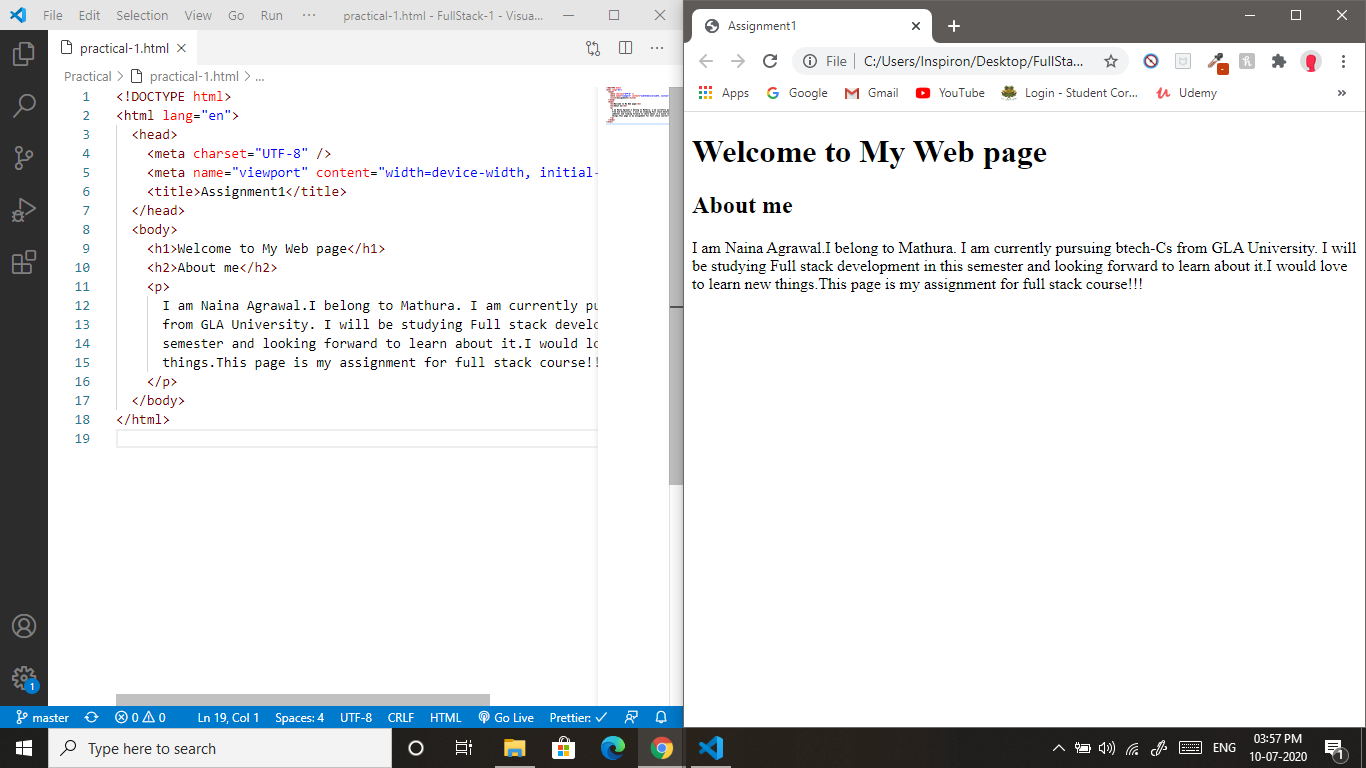 File Edit Selection View Go Run ··· practical-1.html - FullStack-1 - Visua...
practical-1.html
Practical > practical-1.html > ...
1 <!DOCTYPE html>
2 <html lang="en">
3 <head>
4 <meta charset="UTF-8" />
5 <meta name="viewport" content="width=device-width, initial-
6 <title>Assignment1</title>
7 </head>
8 <body>
9 <h1>Welcome to My Web page</h1>
10 <h2>About me</h2>
11 <p>
12 I am Naina Agrawal.I belong to Mathura. I am currently pu
13 from GLA University. I will be studying Full stack develo
14 semester and looking forward to learn about it.I would lo
15 things.This page is my assignment for full stack course!!
16 </p>
17 </body>
18 </html>
19
1
master 0 0 Ln 19, Col 1 Spaces: 4 UTF-8 CRLF HTML Go Live Prettier: ✓
Assignment1
File | C:/Users/Inspiron/Desktop/FullSta...
Apps Google Gmail YouTube Login - Student Cor... Udemy »
Welcome to My Web page
About me
I am Naina Agrawal.I belong to Mathura. I am currently pursuing btech-Cs from GLA University. I will
be studying Full stack development in this semester and looking forward to learn about it.I would love
to learn new things.This page is my assignment for full stack course!!!
Type here to search
ENG
03:57 PM
10-07-2020
1